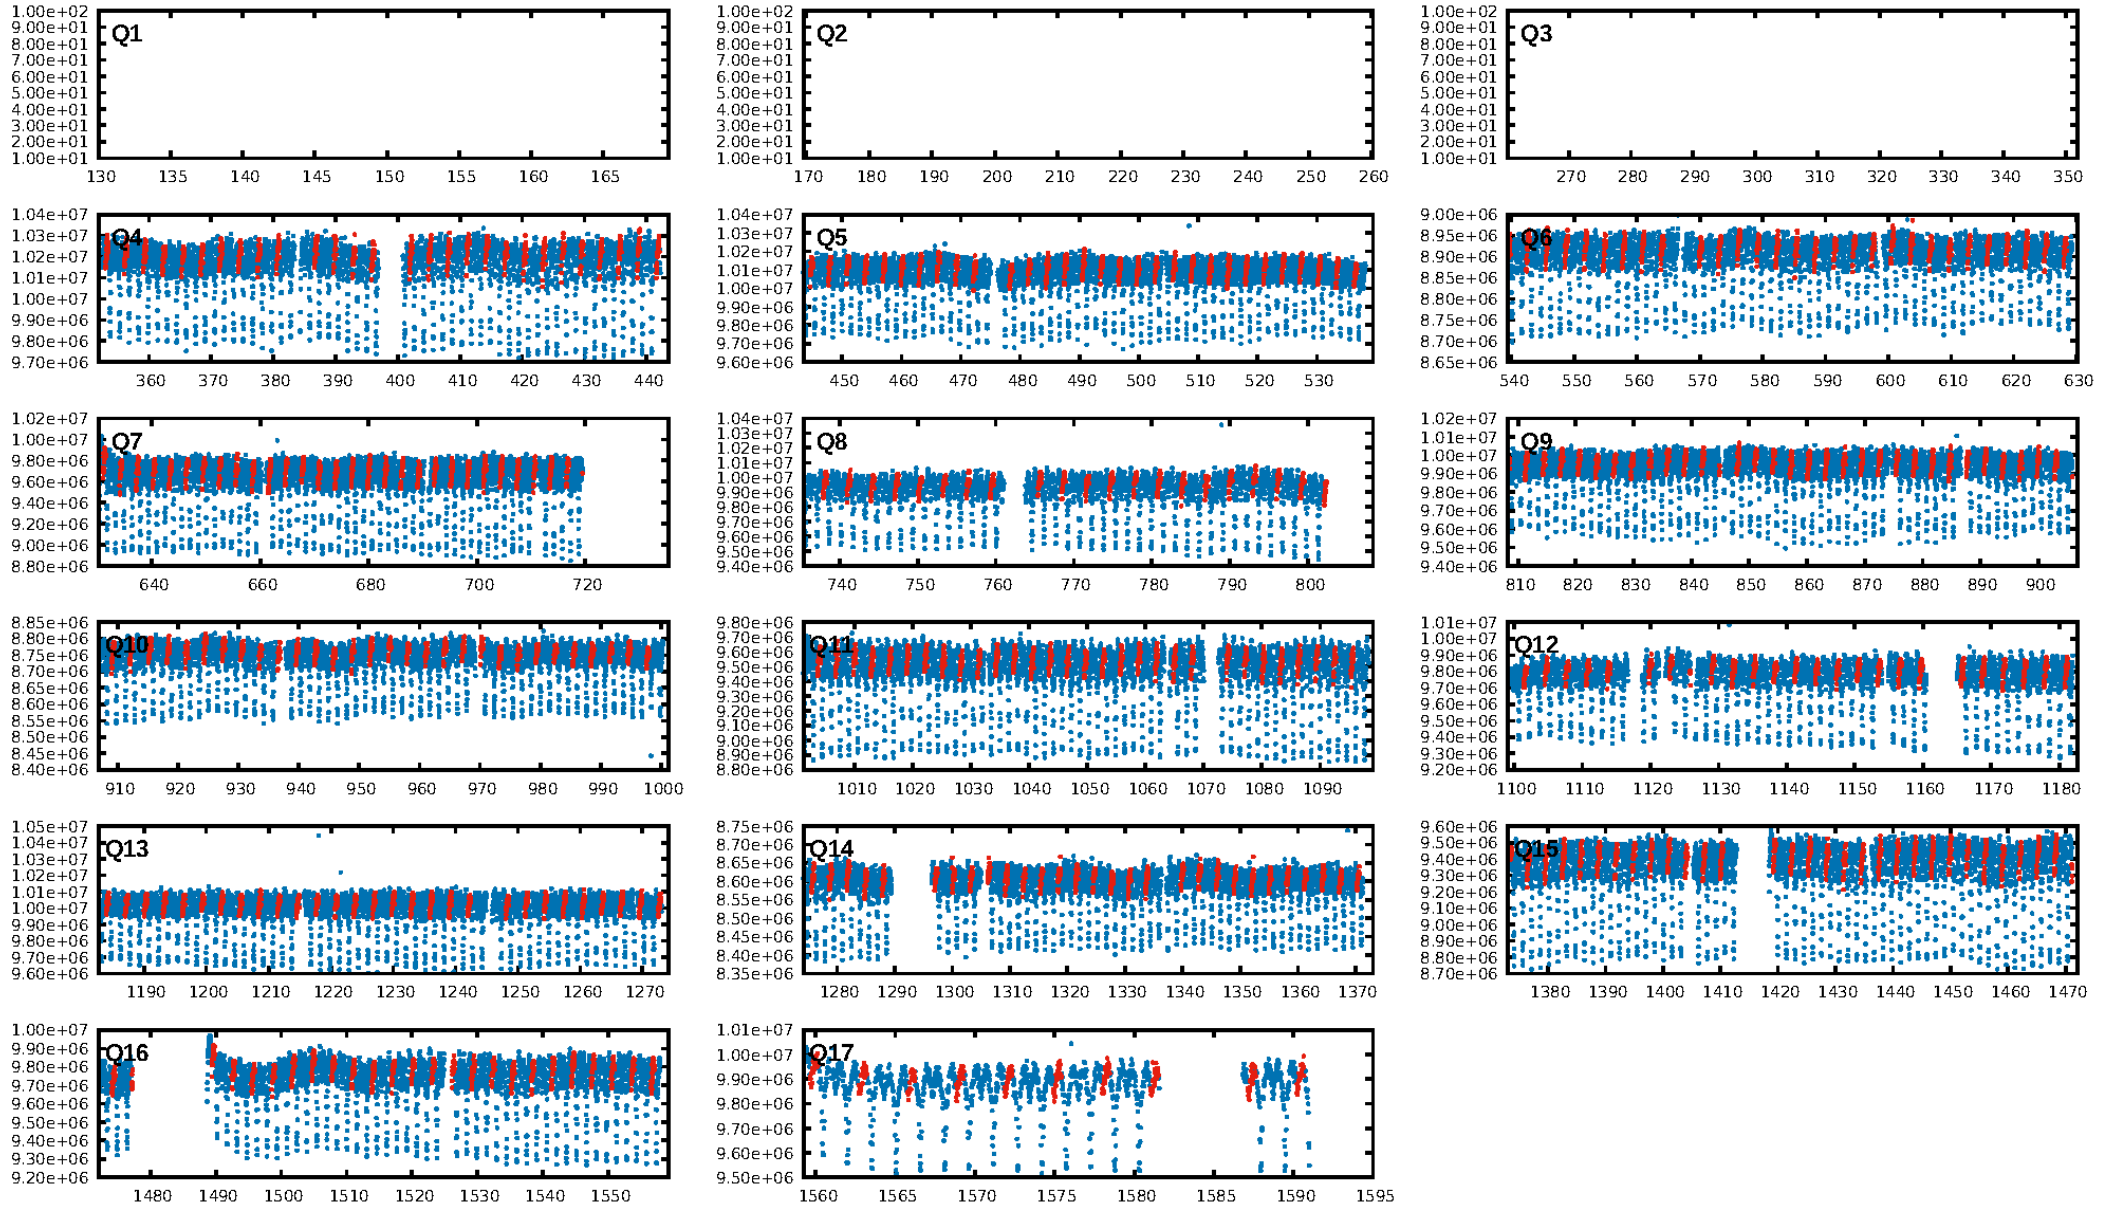 Q1
1.00e+02
9.00e+01
8.00e+01
7.00e+01
6.00e+01
5.00e+01
4.00e+01
3.00e+01
2.00e+01
1.00e+01
130 135 140 145 150 155 160 165
Q2
1.00e+02
9.00e+01
8.00e+01
7.00e+01
6.00e+01
5.00e+01
4.00e+01
3.00e+01
2.00e+01
1.00e+01
170 180 190 200 210 220 230 240 250 260
Q3
1.00e+02
9.00e+01
8.00e+01
7.00e+01
6.00e+01
5.00e+01
4.00e+01
3.00e+01
2.00e+01
1.00e+01
270 280 290 300 310 320 330 340 350
Q4
1.04e+07
1.03e+07
1.02e+07
1.01e+07
1.00e+07
9.90e+06
9.80e+06
9.70e+06
360 370 380 390 400 410 420 430 440
Q5
1.04e+07
1.03e+07
1.02e+07
1.01e+07
1.00e+07
9.90e+06
9.80e+06
9.70e+06
9.60e+06
450 460 470 480 490 500 510 520 530
Q6
9.00e+06
8.95e+06
8.90e+06
8.85e+06
8.80e+06
8.75e+06
8.70e+06
8.65e+06
540 550 560 570 580 590 600 610 620 630
Q7
1.02e+07
1.00e+07
9.80e+06
9.60e+06
9.40e+06
9.20e+06
9.00e+06
8.80e+06
640 660 680 700 720
Q8
1.04e+07
1.03e+07
1.02e+07
1.01e+07
1.00e+07
9.90e+06
9.80e+06
9.70e+06
9.60e+06
9.50e+06
9.40e+06
740 750 760 770 780 790 800
Q9
1.02e+07
1.01e+07
1.00e+07
9.90e+06
9.80e+06
9.70e+06
9.60e+06
9.50e+06
9.40e+06
810 820 830 840 850 860 870 880 890 900
Q10
8.85e+06
8.80e+06
8.75e+06
8.70e+06
8.65e+06
8.60e+06
8.55e+06
8.50e+06
8.45e+06
8.40e+06
910 920 930 940 950 960 970 980 990 1000
Q11
9.80e+06
9.70e+06
9.60e+06
9.50e+06
9.40e+06
9.30e+06
9.20e+06
9.10e+06
9.00e+06
8.90e+06
8.80e+06
1010 1020 1030 1040 1050 1060 1070 1080 1090
Q12
1.01e+07
1.00e+07
9.90e+06
9.80e+06
9.70e+06
9.60e+06
9.50e+06
9.40e+06
9.30e+06
9.20e+06
1100 1110 1120 1130 1140 1150 1160 1170 1180
Q13
1.05e+07
1.04e+07
1.03e+07
1.02e+07
1.01e+07
1.00e+07
9.90e+06
9.80e+06
9.70e+06
9.60e+06
1190 1200 1210 1220 1230 1240 1250 1260 1270
Q14
8.75e+06
8.70e+06
8.65e+06
8.60e+06
8.55e+06
8.50e+06
8.45e+06
8.40e+06
8.35e+06
1280 1290 1300 1310 1320 1330 1340 1350 1360 1370
Q15
9.60e+06
9.50e+06
9.40e+06
9.30e+06
9.20e+06
9.10e+06
9.00e+06
8.90e+06
8.80e+06
8.70e+06
1380 1390 1400 1410 1420 1430 1440 1450 1460 1470
Q16
1.00e+07
9.90e+06
9.80e+06
9.70e+06
9.60e+06
9.50e+06
9.40e+06
9.30e+06
9.20e+06
1480 1490 1500 1510 1520 1530 1540 1550
Q17
1.01e+07
1.00e+07
9.90e+06
9.80e+06
9.70e+06
9.60e+06
9.50e+06
1560 1565 1570 1575 1580 1585 1590 1595